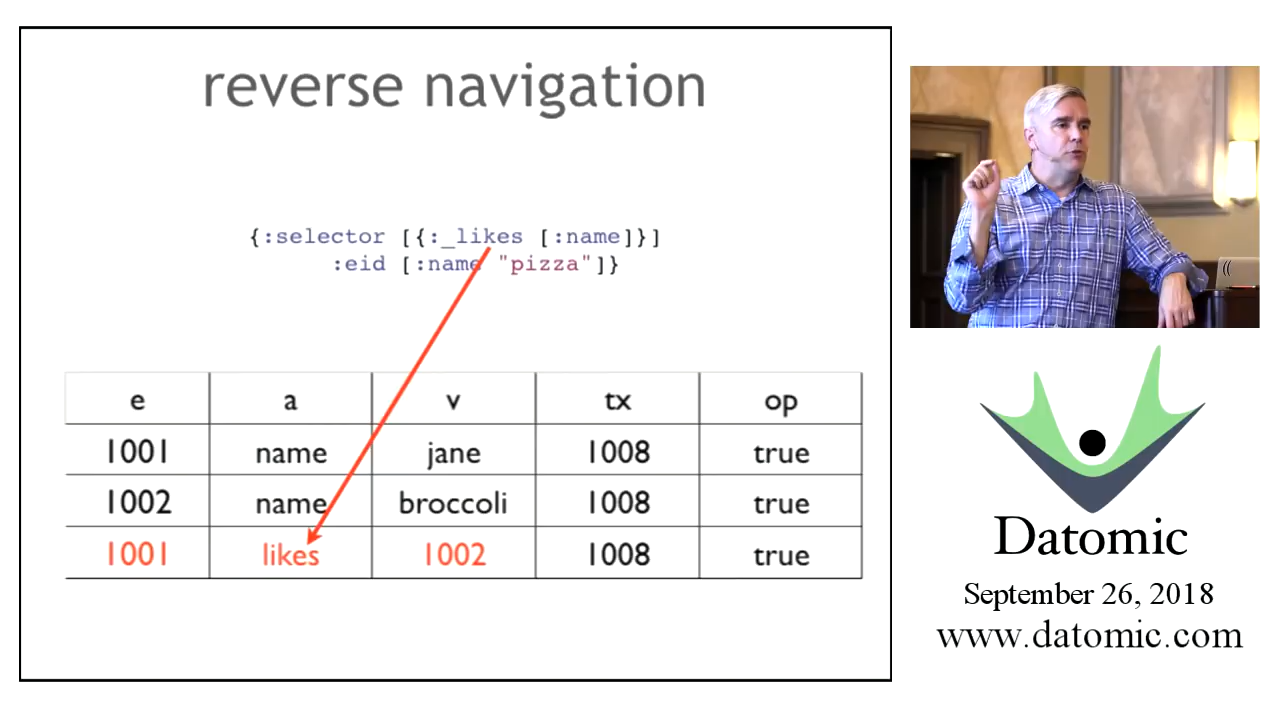 reverse navigation
{:selector [{:_likes [:name]}]
:eid [:name "pizza"]}
e a v tx op
1001 name jane 1008 true
1002 name broccoli 1008 true
1001 likes 1002 1008 true
Datomic
September 26, 2018
www.datomic.com